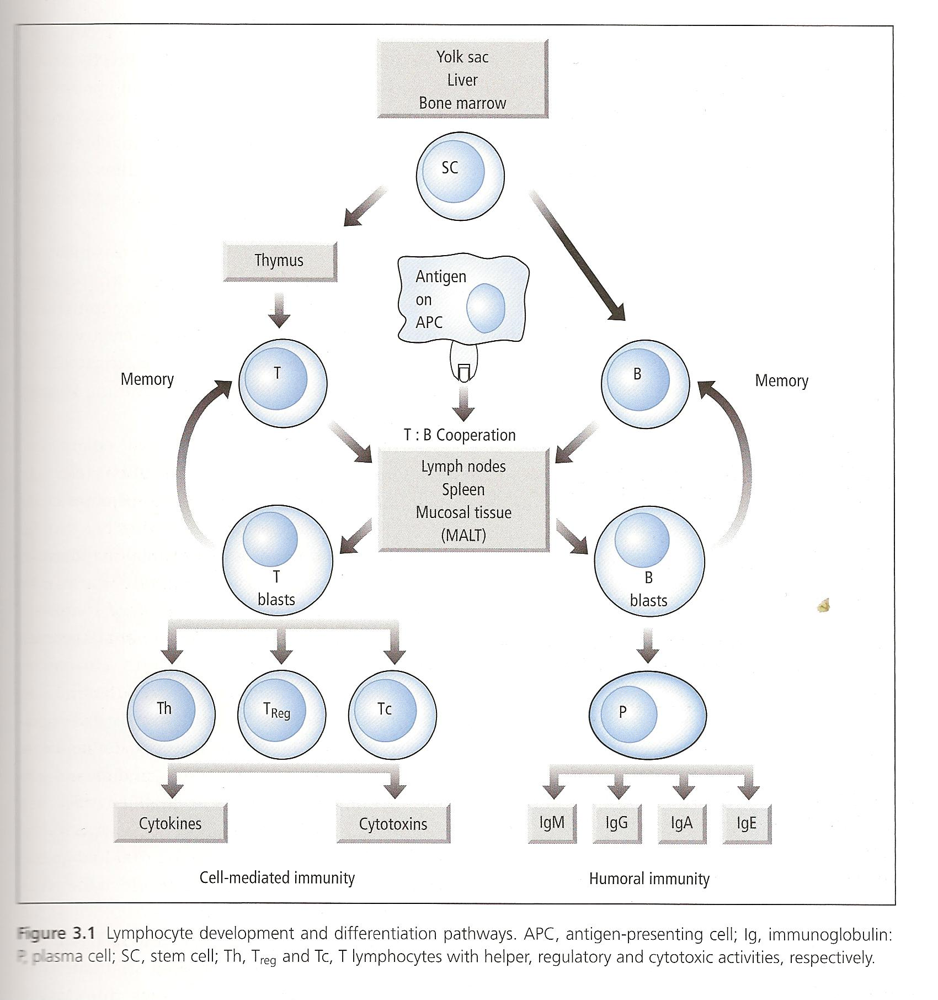 Yolk sac
Liver
Bone marrow
SC
Thymus
Antigen
on
APC
Memory
T
B
Memory
T : B Cooperation
Lymph nodes
Spleen
Mucosal tissue
(MALT)
T
blasts
B
blasts
Th
TReg
Tc
P
Cytokines
Cytotoxins
IgM
IgG
IgA
IgE
Cell-mediated immunity
Humoral immunity
Figure 3.1 Lymphocyte development and differentiation pathways. APC, antigen-presenting cell; Ig, immunoglobulin:
P, plasma cell; SC, stem cell; Th, Treg and Tc, T lymphocytes with helper, regulatory and cytotoxic activities, respectively.